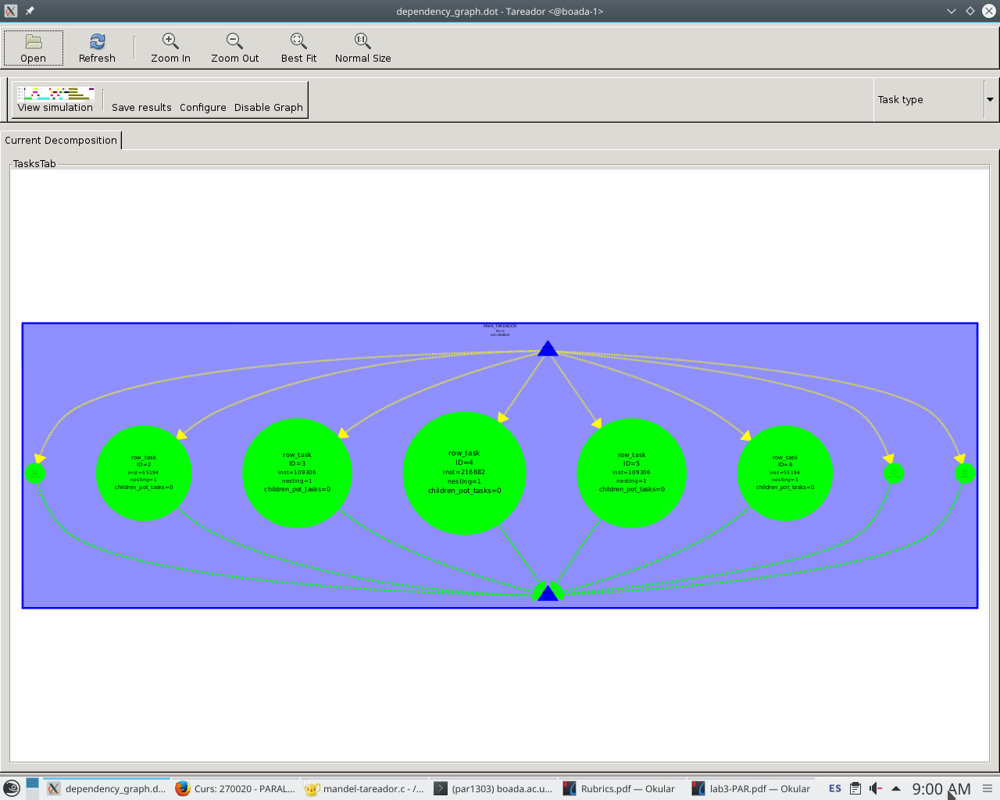 dependency_graph.dot - Tareador <@boada-1>
Open
Refresh
Zoom In
Zoom Out
Best Fit
Normal Size
View simulation
Save results
Configure
Disable Graph
Task type
Current Decomposition
TasksTab
MAIN_TAREADOR
ID=0
row_task
ID=2
inst=55194
nesting=1
children_pot_tasks=0
row_task
ID=3
inst=109306
nesting=1
children_pot_tasks=0
row_task
ID=4
inst=216882
nesting=1
children_pot_tasks=0
row_task
ID=5
inst=109306
nesting=1
children_pot_tasks=0
row_task
ID=6
inst=55194
nesting=1
children_pot_tasks=0
dependency_graph.d...
Curs: 270020 - PARAL...
mandel-tareador.c - /...
(par1303) boada.ac.u...
Rubrics.pdf — Okular
lab3-PAR.pdf — Okular
ES
9:00 AM